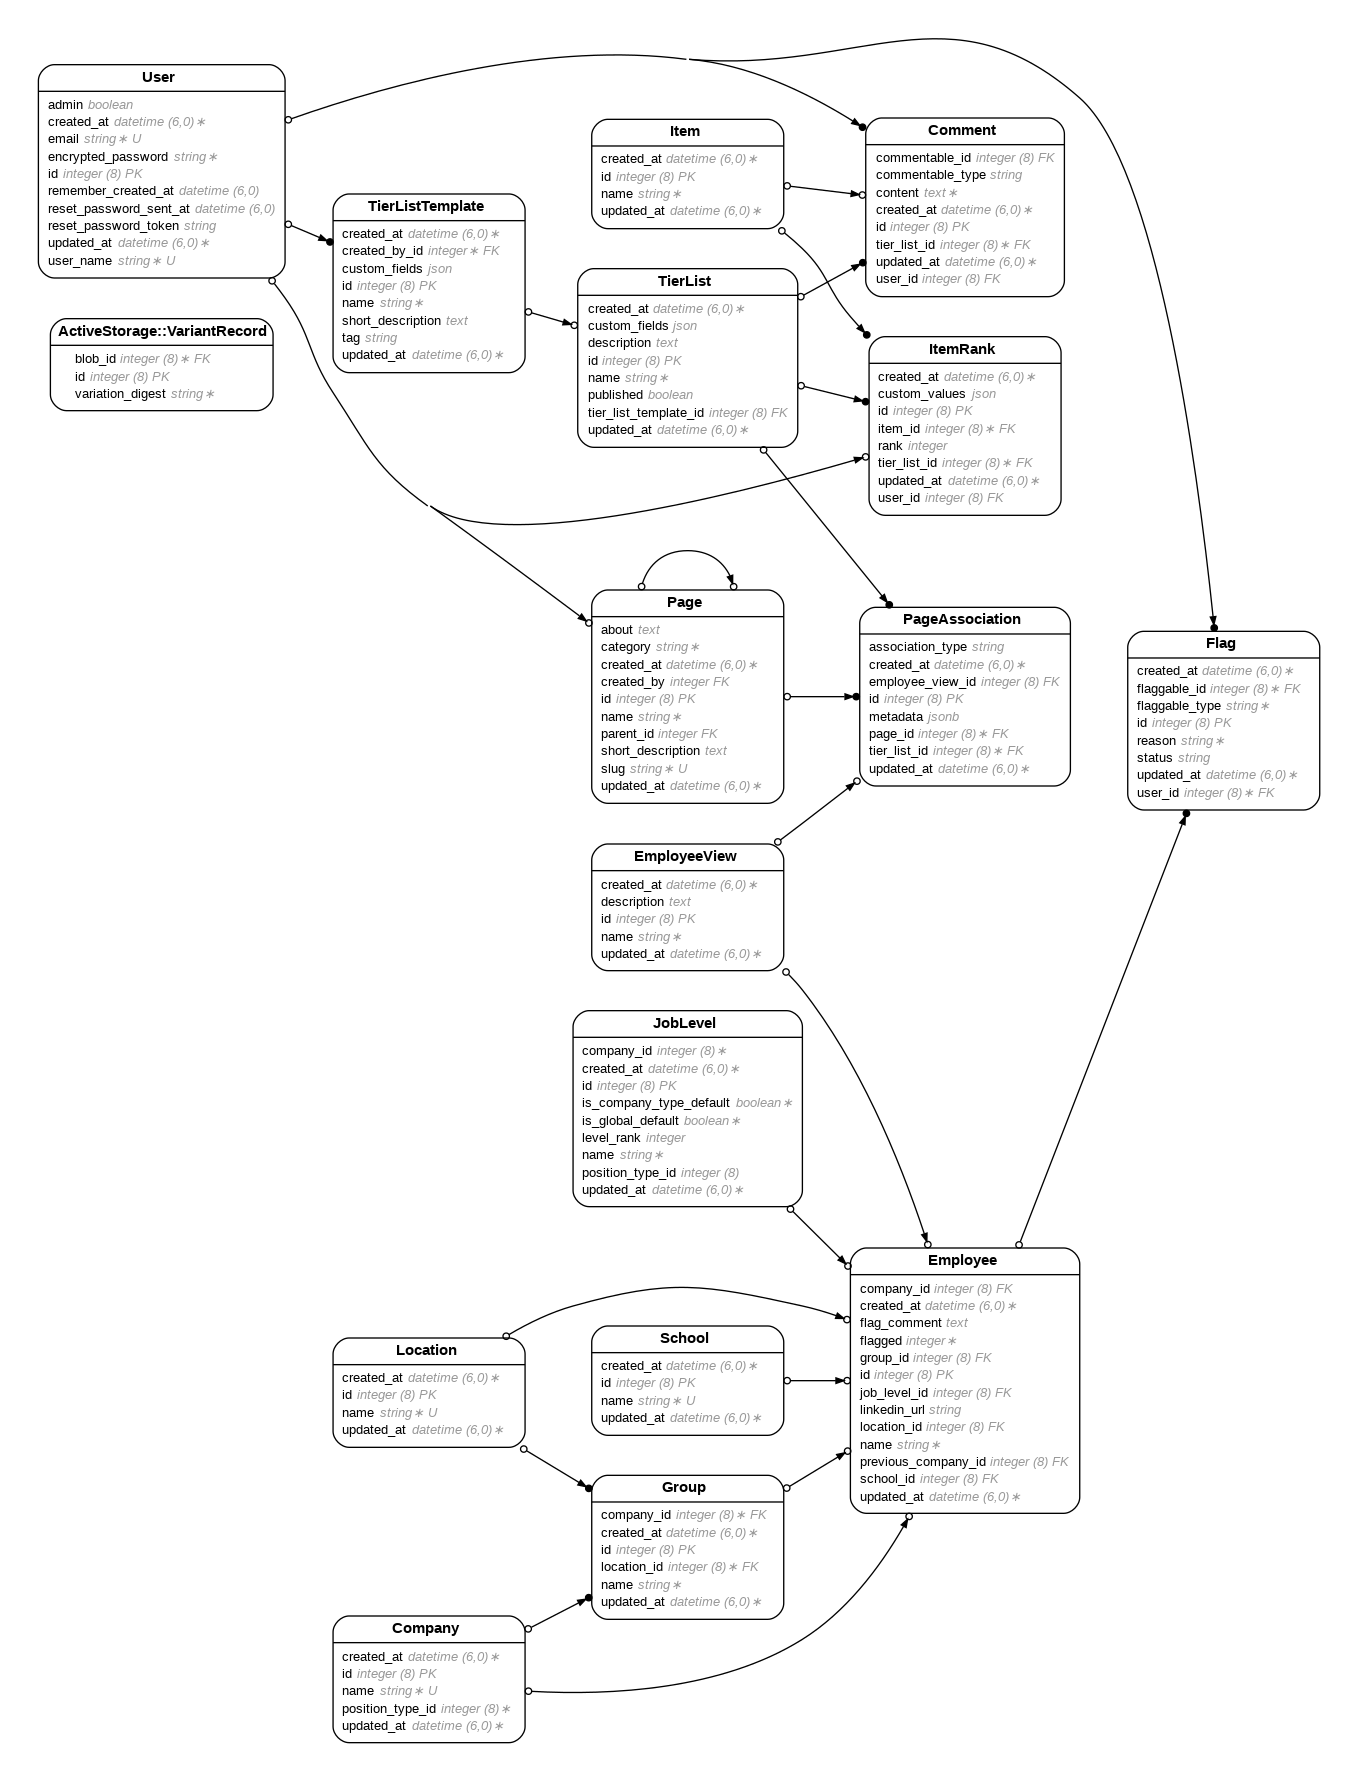 User
admin boolean
created_at datetime (6,0)∗
email string∗ U
encrypted_password string∗
id integer (8) PK
remember_created_at datetime (6,0)
reset_password_sent_at datetime (6,0)
reset_password_token string
updated_at datetime (6,0)∗
user_name string∗ U
ActiveStorage::VariantRecord
blob_id integer (8)∗ FK
id integer (8) PK
variation_digest string∗
TierListTemplate
created_at datetime (6,0)∗
created_by_id integer∗ FK
custom_fields json
id integer (8) PK
name string∗
short_description text
tag string
updated_at datetime (6,0)∗
Item
created_at datetime (6,0)∗
id integer (8) PK
name string∗
updated_at datetime (6,0)∗
TierList
created_at datetime (6,0)∗
custom_fields json
description text
id integer (8) PK
name string∗
published boolean
tier_list_template_id integer (8) FK
updated_at datetime (6,0)∗
Comment
commentable_id integer (8) FK
commentable_type string
content text∗
created_at datetime (6,0)∗
id integer (8) PK
tier_list_id integer (8)∗ FK
updated_at datetime (6,0)∗
user_id integer (8) FK
ItemRank
created_at datetime (6,0)∗
custom_values json
id integer (8) PK
item_id integer (8)∗ FK
rank integer
tier_list_id integer (8)∗ FK
updated_at datetime (6,0)∗
user_id integer (8) FK
Page
about text
category string∗
created_at datetime (6,0)∗
created_by integer FK
id integer (8) PK
name string∗
parent_id integer FK
short_description text
slug string∗ U
updated_at datetime (6,0)∗
PageAssociation
association_type string
created_at datetime (6,0)∗
employee_view_id integer (8) FK
id integer (8) PK
metadata jsonb
page_id integer (8)∗ FK
tier_list_id integer (8)∗ FK
updated_at datetime (6,0)∗
Flag
created_at datetime (6,0)∗
flaggable_id integer (8)∗ FK
flaggable_type string∗
id integer (8) PK
reason string∗
status string
updated_at datetime (6,0)∗
user_id integer (8)∗ FK
EmployeeView
created_at datetime (6,0)∗
description text
id integer (8) PK
name string∗
updated_at datetime (6,0)∗
JobLevel
company_id integer (8)∗
created_at datetime (6,0)∗
id integer (8) PK
is_company_type_default boolean∗
is_global_default boolean∗
level_rank integer
name string∗
position_type_id integer (8)
updated_at datetime (6,0)∗
Employee
company_id integer (8) FK
created_at datetime (6,0)∗
flag_comment text
flagged integer∗
group_id integer (8) FK
id integer (8) PK
job_level_id integer (8) FK
linkedin_url string
location_id integer (8) FK
name string∗
previous_company_id integer (8) FK
school_id integer (8) FK
updated_at datetime (6,0)∗
Location
created_at datetime (6,0)∗
id integer (8) PK
name string∗ U
updated_at datetime (6,0)∗
School
created_at datetime (6,0)∗
id integer (8) PK
name string∗ U
updated_at datetime (6,0)∗
Group
company_id integer (8)∗ FK
created_at datetime (6,0)∗
id integer (8) PK
location_id integer (8)∗ FK
name string∗
updated_at datetime (6,0)∗
Company
created_at datetime (6,0)∗
id integer (8) PK
name string∗ U
position_type_id integer (8)∗
updated_at datetime (6,0)∗